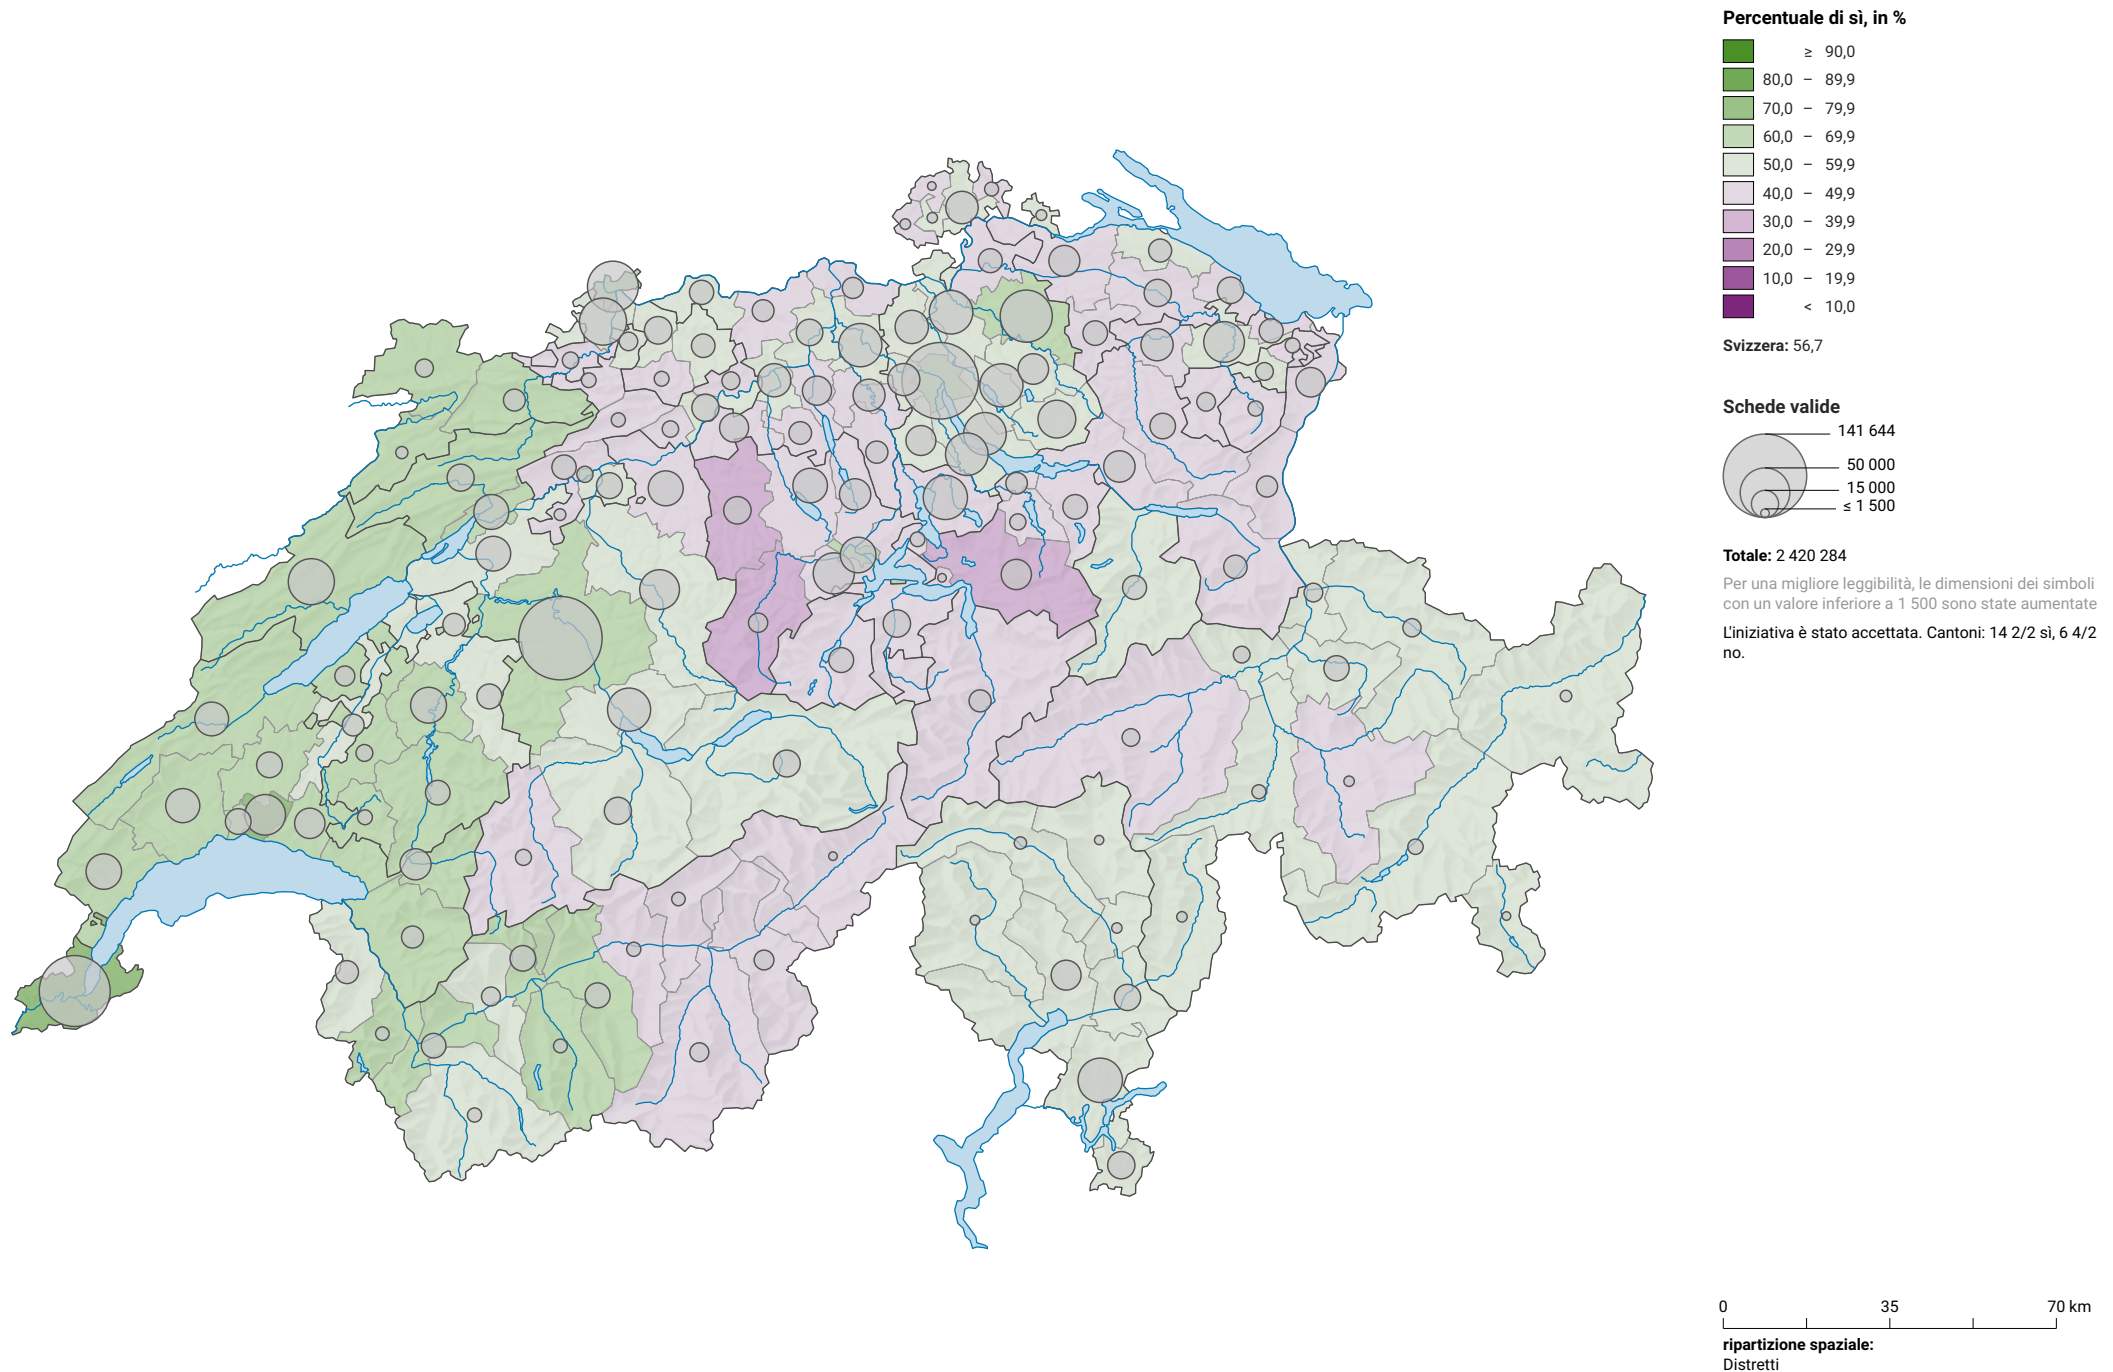 Percentuale di sì, in %
≥ 90,0
80,0 – 89,9
70,0 – 79,9
60,0 – 69,9
50,0 – 59,9
40,0 – 49,9
30,0 – 39,9
20,0 – 29,9
10,0 – 19,9
< 10,0
Svizzera: 56,7
Schede valide
141 644
50 000
15 000
≤ 1 500
Totale: 2 420 284
Per una migliore leggibilità, le dimensioni dei simboli
con un valore inferiore a 1 500 sono state aumentate
L'iniziativa è stato accettata. Cantoni: 14 2/2 sì, 6 4/2
no.
0 35 70 km
ripartizione spaziale:
Distretti